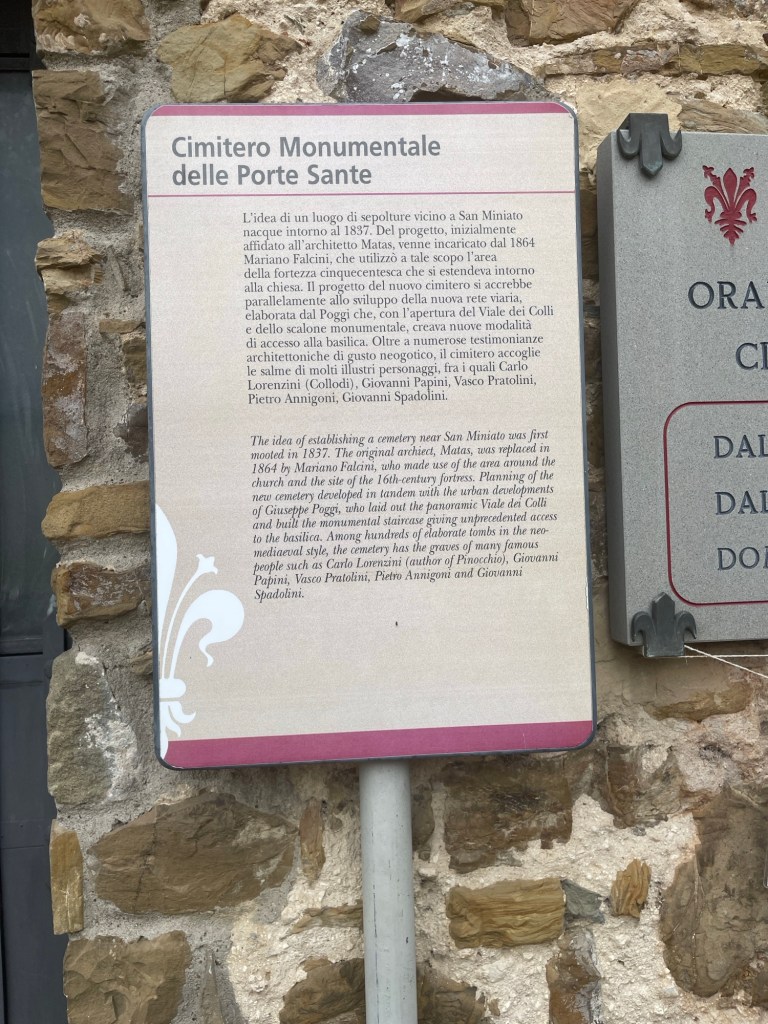 Cimitero Monumentale
delle Porte Sante
L'idea di un luogo di sepolture vicino a San Miniato
nacque intorno al 1837. Del progetto, inizialmente
affidato all'architetto Matas, venne incaricato dal 1864
Mariano Falcini, che utilizzò a tale scopo l'area
della fortezza cinquecentesca che si estendeva intorno
alla chiesa. Il progetto del nuovo cimitero si accrebbe
parallelamente allo sviluppo della nuova rete viaria,
elaborata dal Poggi che, con l'apertura del Viale dei Colli
e dello scalone monumentale, creava nuove modalità
di accesso alla basilica. Oltre a numerose testimonianze
architettoniche di gusto neogotico, il cimitero accoglie
le salme di molti illustri personaggi, fra i quali Carlo
Lorenzini (Collodi), Giovanni Papini, Vasco Pratolini,
Pietro Annigoni, Giovanni Spadolini.
The idea of establishing a cemetery near San Miniato was first
mooted in 1837. The original archiect, Matas, was replaced in
1864 by Mariano Falcini, who made use of the area around the
church and the site of the 16th-century fortress. Planning of the
new cemetery developed in tandem with the urban developments
of Giuseppe Poggi, who laid out the panoramic Viale dei Colli
and built the monumental staircase giving unprecedented access
to the basilica. Among hundreds of elaborate tombs in the neo-
mediaeval style, the cemetery has the graves of many famous
people such as Carlo Lorenzini (author of Pinocchio), Giovanni
Papini, Vasco Pratolini, Pietro Annigoni and Giovanni
Spadolini.
ORA
CI
DAL
DAL
DOM